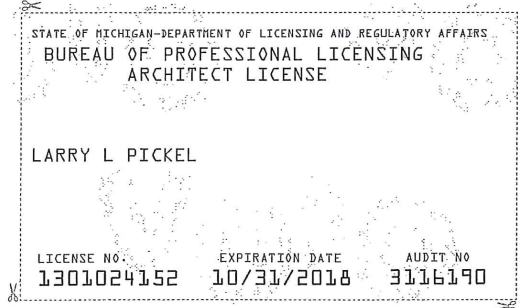 STATE OF MICHIGAN-DEPARTMENT OF LICENSING AND REGULATORY AFFAIRS
BUREAU OF PROFESSIONAL LICENSING
ARCHITECT LICENSE
LARRY L PICKEL
LICENSE NO. EXPIRATION DATE AUDIT NO
1301024152 10/31/2018 3116190